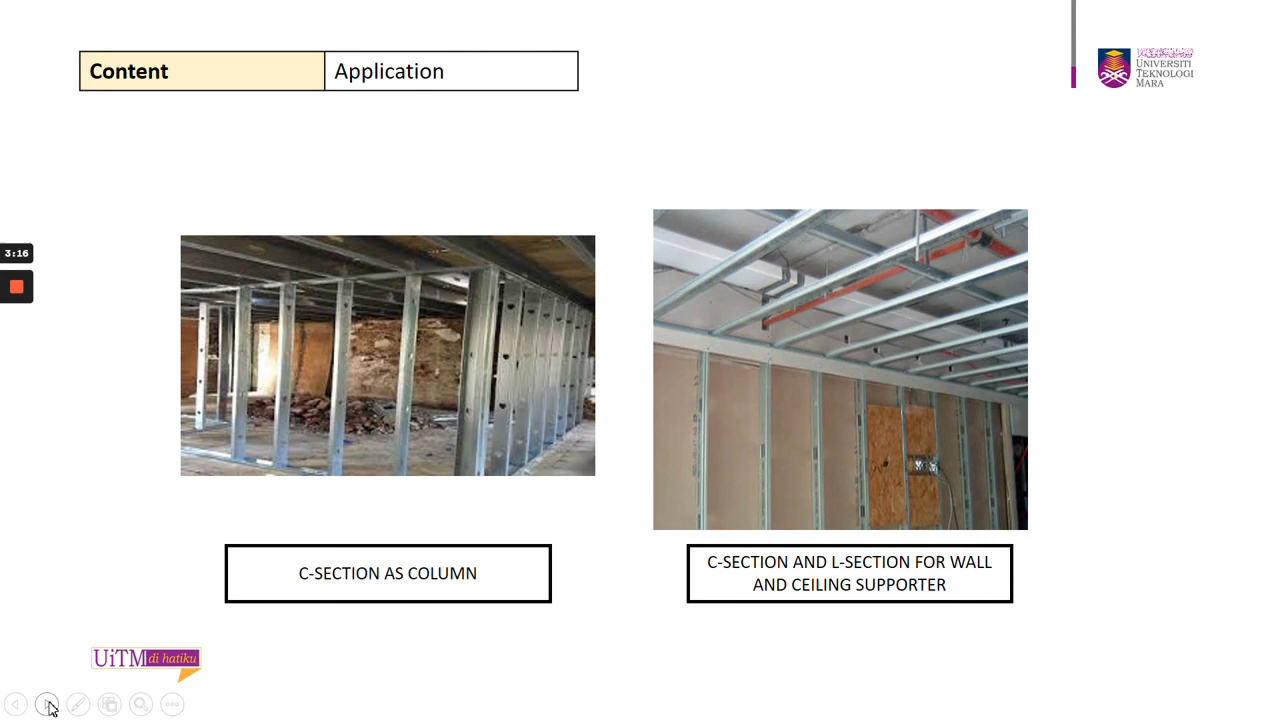 Content
Application
UNIVERSITI
TEKNOLOGI
MARA
3:16
C-SECTION AS COLUMN
C-SECTION AND L-SECTION FOR WALL
AND CEILING SUPPORTER
UiTM di hatiku